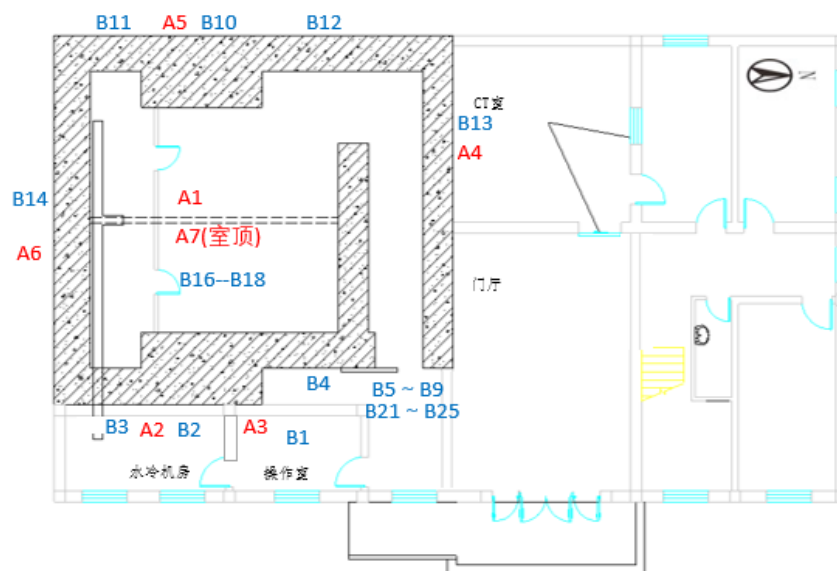 B11 A5 B10 B12
CT室
N
B13
A4
B14
A1
A6
A7(室顶)
B16--B18
门厅
B4
B5 ~ B9
B21 ~ B25
B3 A2 B2 A3 B1
水冷机房 操作室